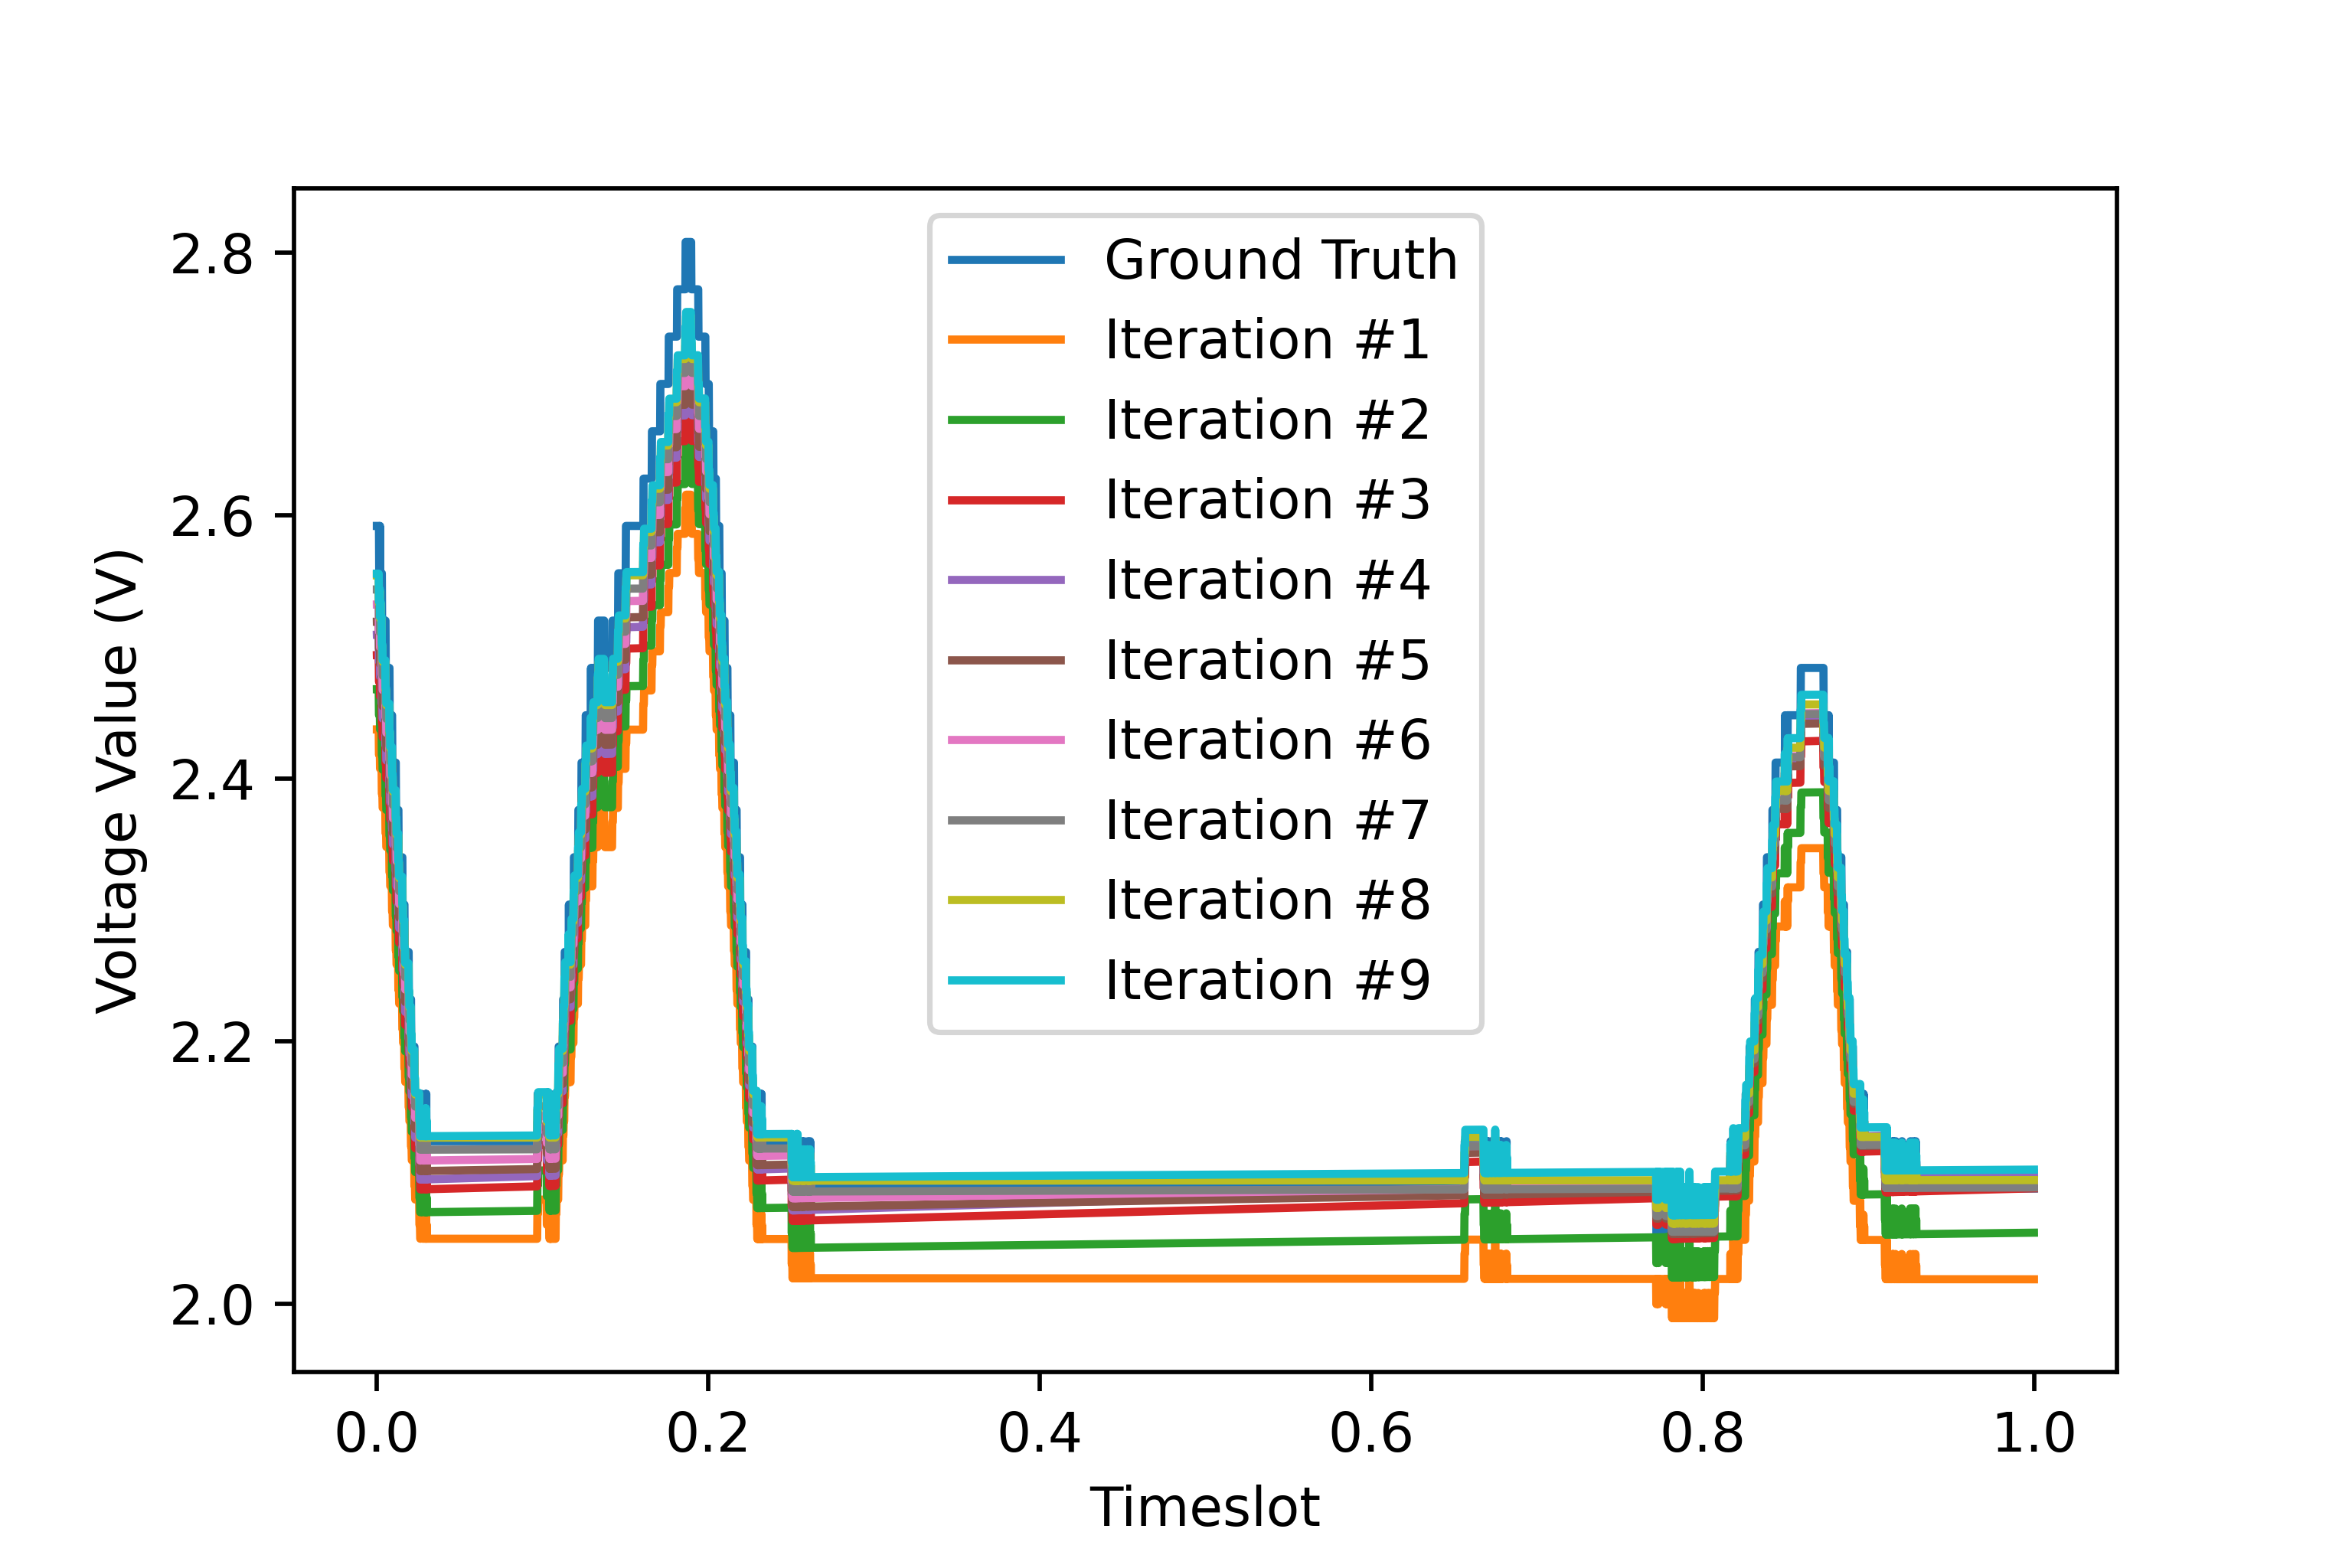 2.8
2.6
2.4
2.2
2.0
Voltage Value (V)
Ground Truth
Iteration #1
Iteration #2
Iteration #3
Iteration #4
Iteration #5
Iteration #6
Iteration #7
Iteration #8
Iteration #9
0.0 0.2 0.4 0.6 0.8 1.0
Timeslot